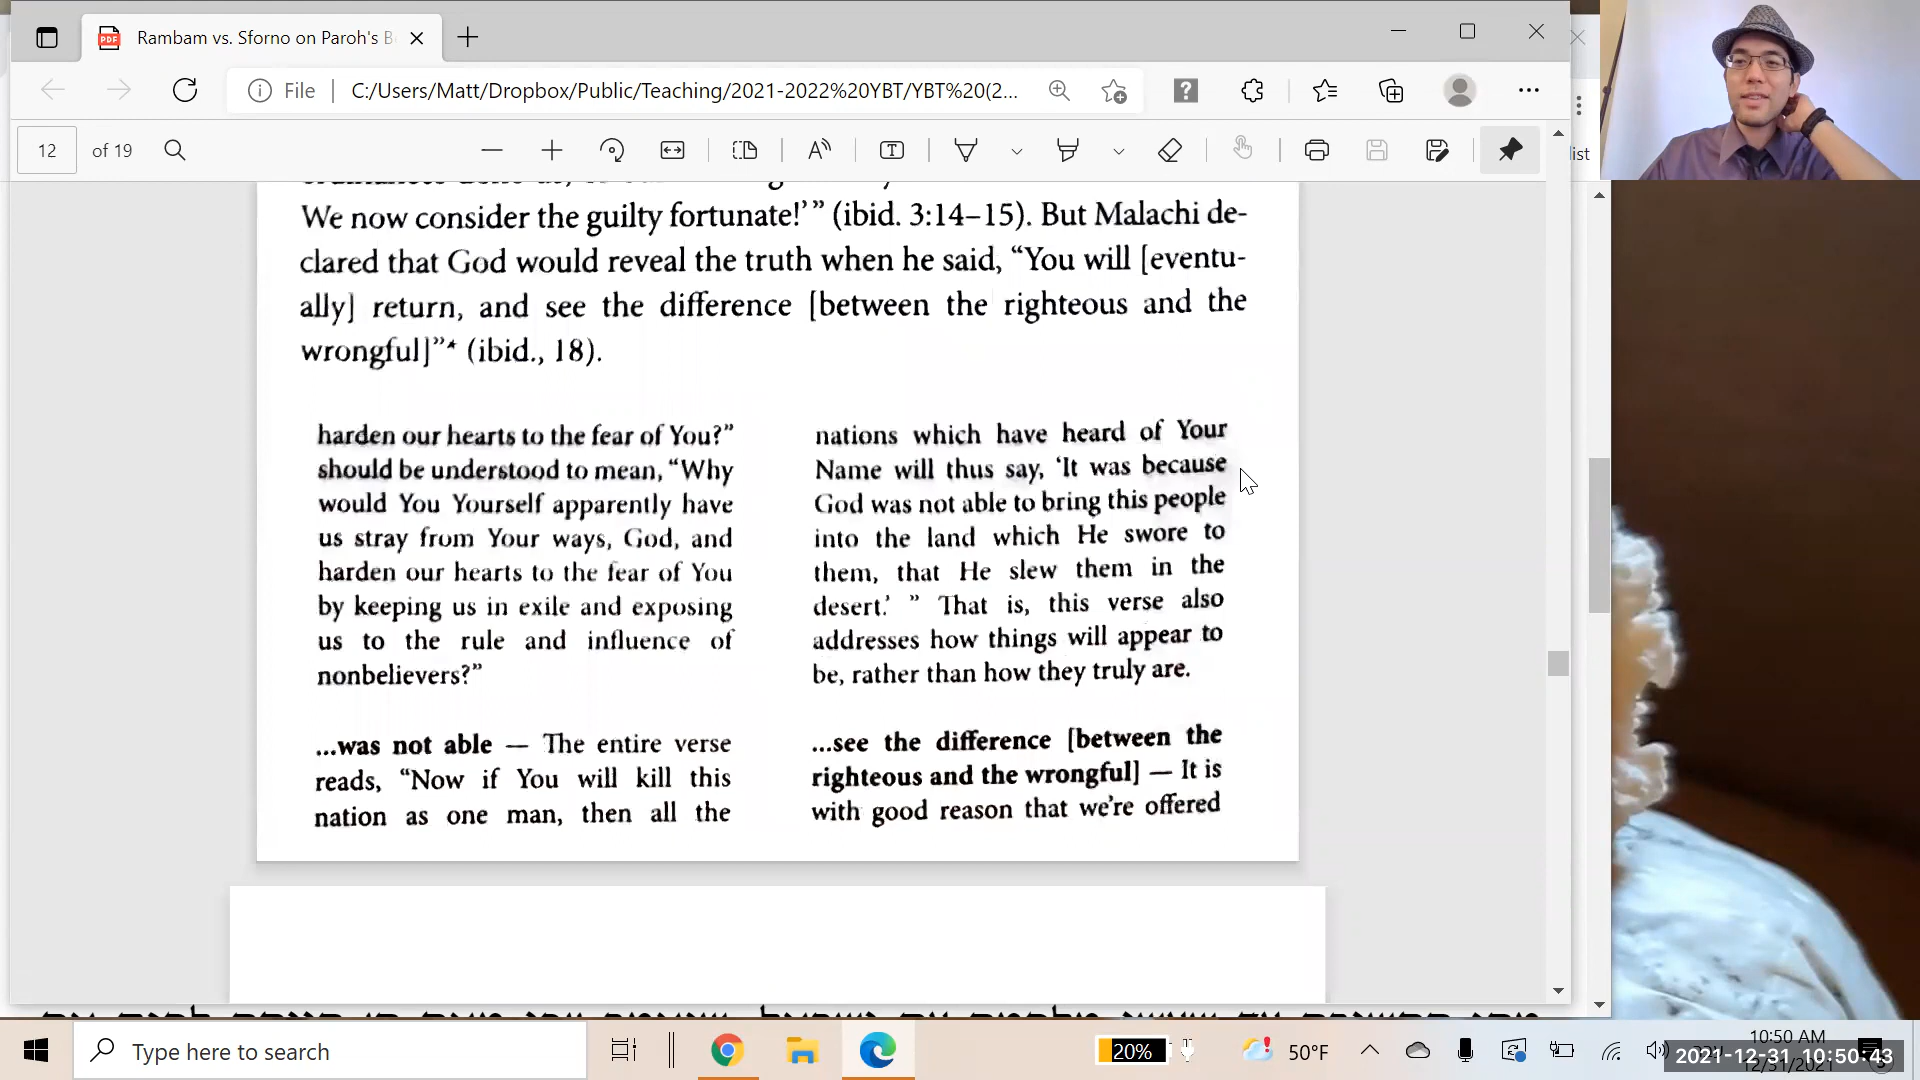 Rambam vs. Sforno on Paroh's B
File
C:/Users/Matt/Dropbox/Public/Teaching/2021-2022%20YBT/YBT%20(2...
12 of 19
list
We now consider the guilty fortunate!'” (ibid. 3:14–15). But Malachi de-
clared that God would reveal the truth when he said, “You will [eventu-
ally] return, and see the difference [between the righteous and the
wrongful]”* (ibid., 18).
harden our hearts to the fear of You?”
should be understood to mean, “Why
would You Yourself apparently have
us stray from Your ways, God, and
harden our hearts to the fear of You
by keeping us in exile and exposing
us to the rule and influence of
nonbelievers?”
...was not able — The entire verse
reads, “Now if You will kill this
nation as one man, then all the
nations which have heard of Your
Name will thus say, ‘It was because
God was not able to bring this people
into the land which He swore to
them, that He slew them in the
desert.’ ” That is, this verse also
addresses how things will appear to
be, rather than how they truly are.
...see the difference [between the
righteous and the wrongful] — It is
with good reason that we're offered
Type here to search
20%
50°F
10:50 AM
2021-12-31 10:50:43